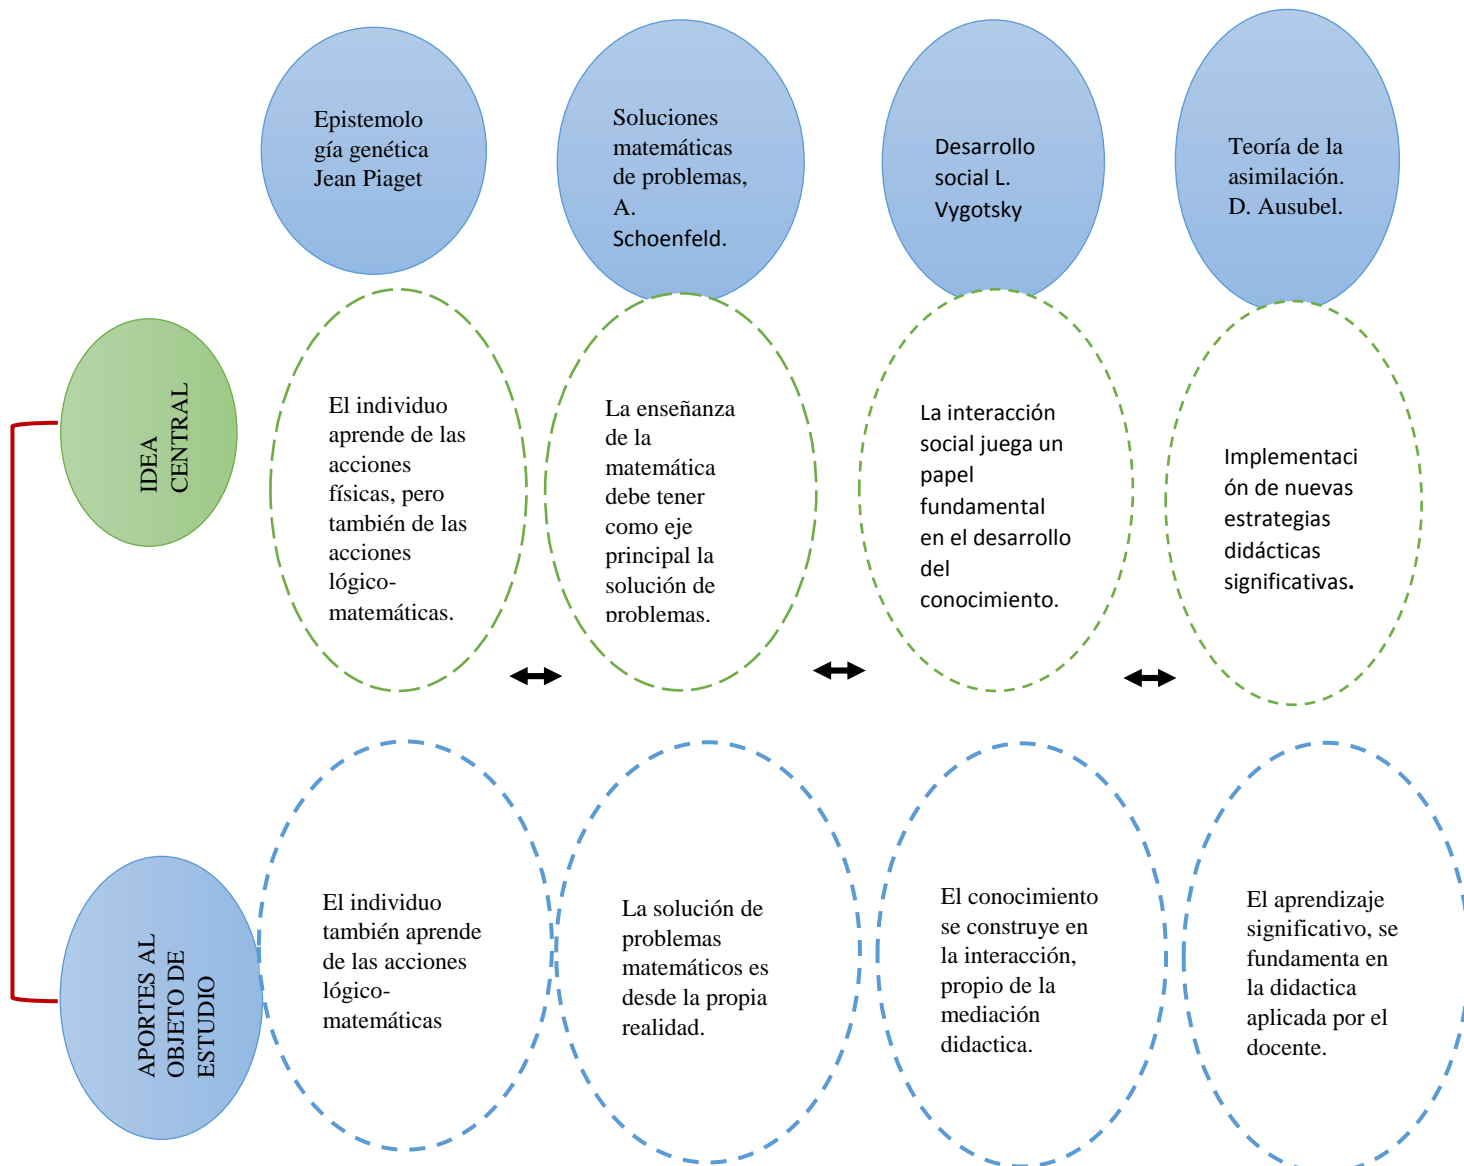 Epistemolo
gía genética
Jean Piaget
Soluciones
matemáticas
de problemas,
A.
Schoenfeld.
Desarrollo
social L.
Vygotsky
Teoría de la
asimilación.
D. Ausubel.
IDEA
CENTRAL
El individuo
aprende de las
acciones
físicas, pero
también de las
acciones
lógico-
matemáticas.
La enseñanza
de la
matemática
debe tener
como eje
principal la
solución de
problemas.
La interacción
social juega un
papel
fundamental
en el desarrollo
del
conocimiento.
Implementaci
ón de nuevas
estrategias
didácticas
significativas.
APORTES AL
OBJETO DE
ESTUDIO
El individuo
también aprende
de las acciones
lógico-
matemáticas
La solución de
problemas
matemáticos es
desde la propia
realidad.
El conocimiento
se construye en
la interacción,
propio de la
mediación
didactica.
El aprendizaje
significativo, se
fundamenta en
la didactica
aplicada por el
docente.